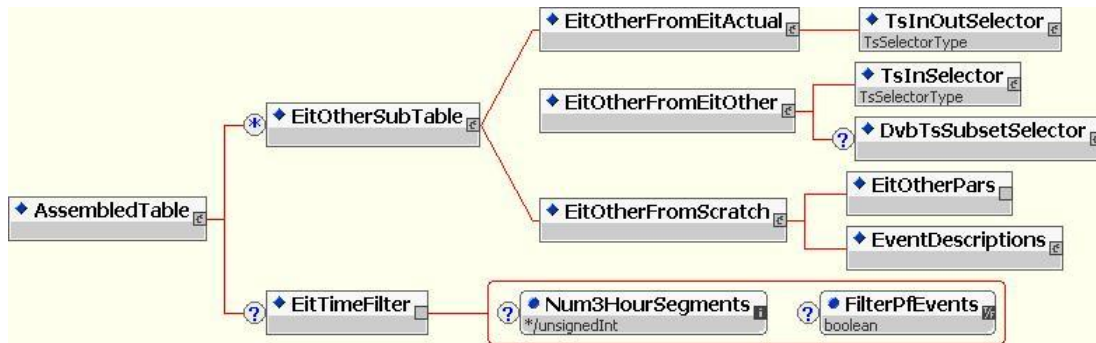 EitOtherFromEitActual
TsInOutSelector
TsSelectorType
TsInSelector
TsSelectorType
EitOtherFromEitOther
EitOtherSubTable
DvbTsSubsetSelector
EitOtherPars
AssembledTable
EitOtherFromScratch
EventDescriptions
EitTimeFilter
Num3HourSegments
*/unsignedInt
FilterPfEvents
boolean